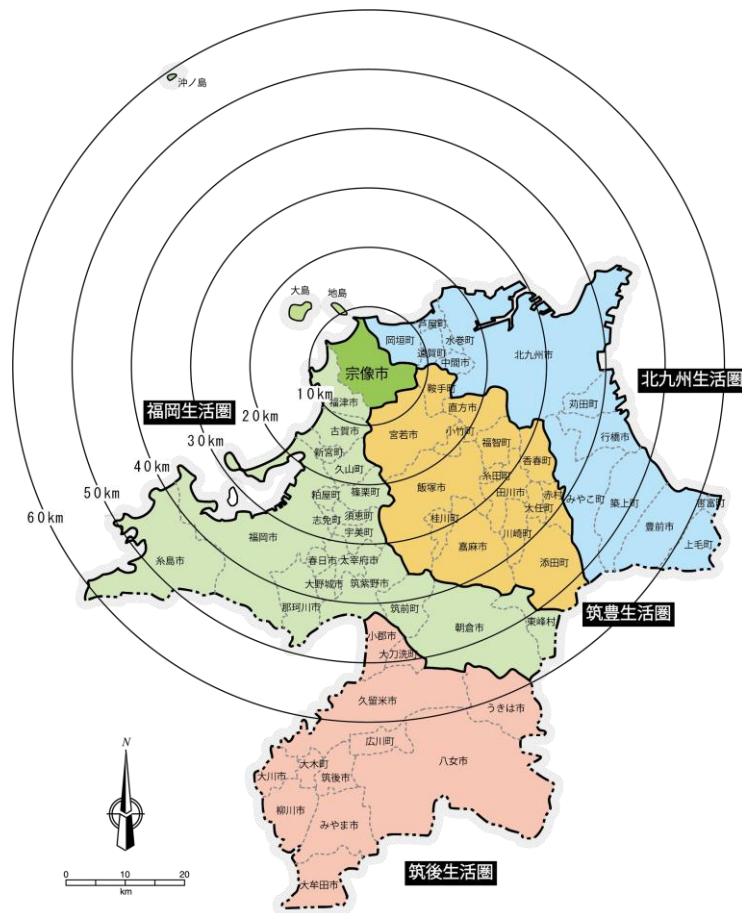 沖ノ島
大島
地島
芦屋町
岡垣町
水巻町
遠賀町
中間市
北九州市
宗像市
鞍手町
北九州生活圏
10km
福津市
直方市
苅田町
福岡生活圏
20km
古賀市
宮若市
小竹町
福智町
行橋市
30km
新宮町
久山町
香春町
40km
粕屋町
篠栗町
飯塚市
糸田町
田川市
赤村
みやこ町
築上町
吉富町
50km
志免町
須恵町
宇美町
桂川町
大任町
豊前市
60km
福岡市
嘉麻市
川崎町
上毛町
糸島市
春日市
太宰府市
添田町
大野城市
筑紫野市
那珂川市
筑前町
筑豊生活圏
朝倉市
東峰村
小郡市
大刀洗町
久留米市
うきは市
広川町
N
大木町
八女市
大川市
筑後市
柳川市
みやま市
筑後生活圏
大牟田市
0 10 20
km